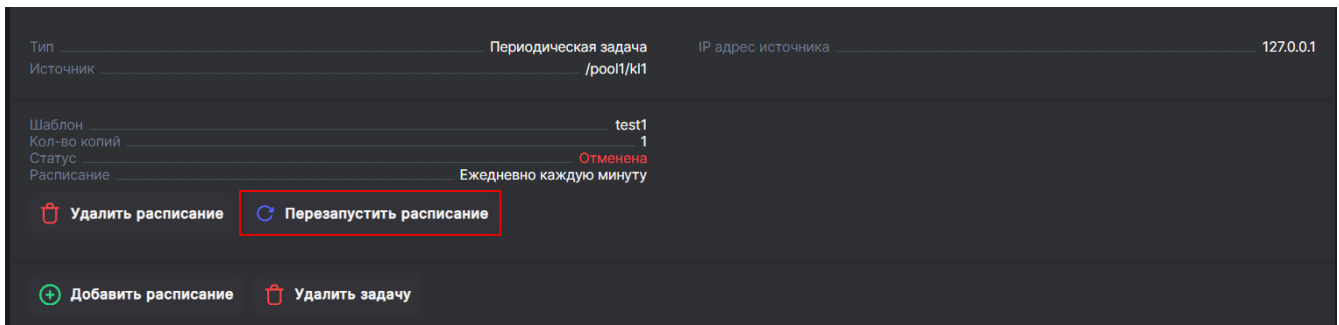 Тип Периодическая задача IP адрес источника 127.0.0.1
Источник /pool1/kl1
Шаблон test1
Кол-во копий 1
Статус Отменена
Расписание Ежедневно каждую минуту
Удалить расписание Перезапустить расписание
Добавить расписание Удалить задачу